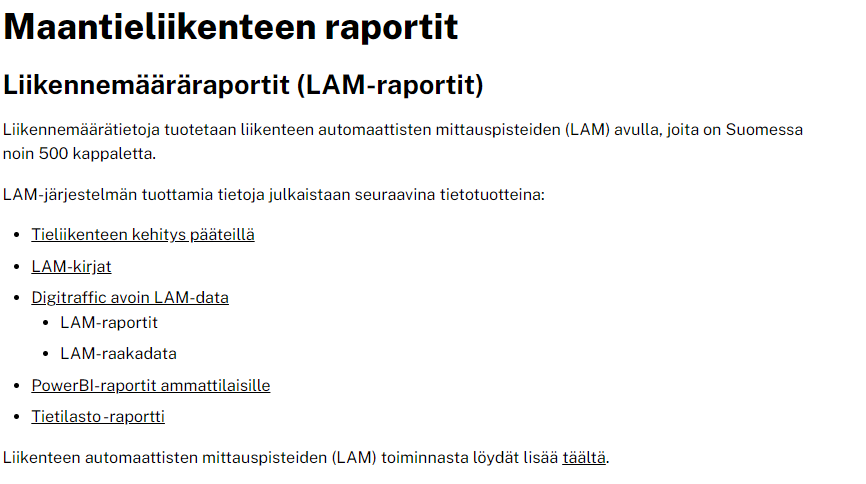 Maantieliikenteen raportit
Liikennemääräraportit (LAM-raportit)
Liikennemäärätietoja tuotetaan liikenteen automaattisten mittauspisteiden (LAM) avulla, joita on Suomessa
noin 500 kappaletta.
LAM-järjestelmän tuottamia tietoja julkaistaan seuraavina tietotuotteina:
• Tieliikenteen kehitys pääteillä
• LAM-kirjat
• Digitraffic avoin LAM-data
• LAM-raportit
• LAM-raakadata
• PowerBI-raportit ammattilaisille
• Tietilasto -raportti
Liikenteen automaattisten mittauspisteiden (LAM) toiminnasta löydät lisää täältä.